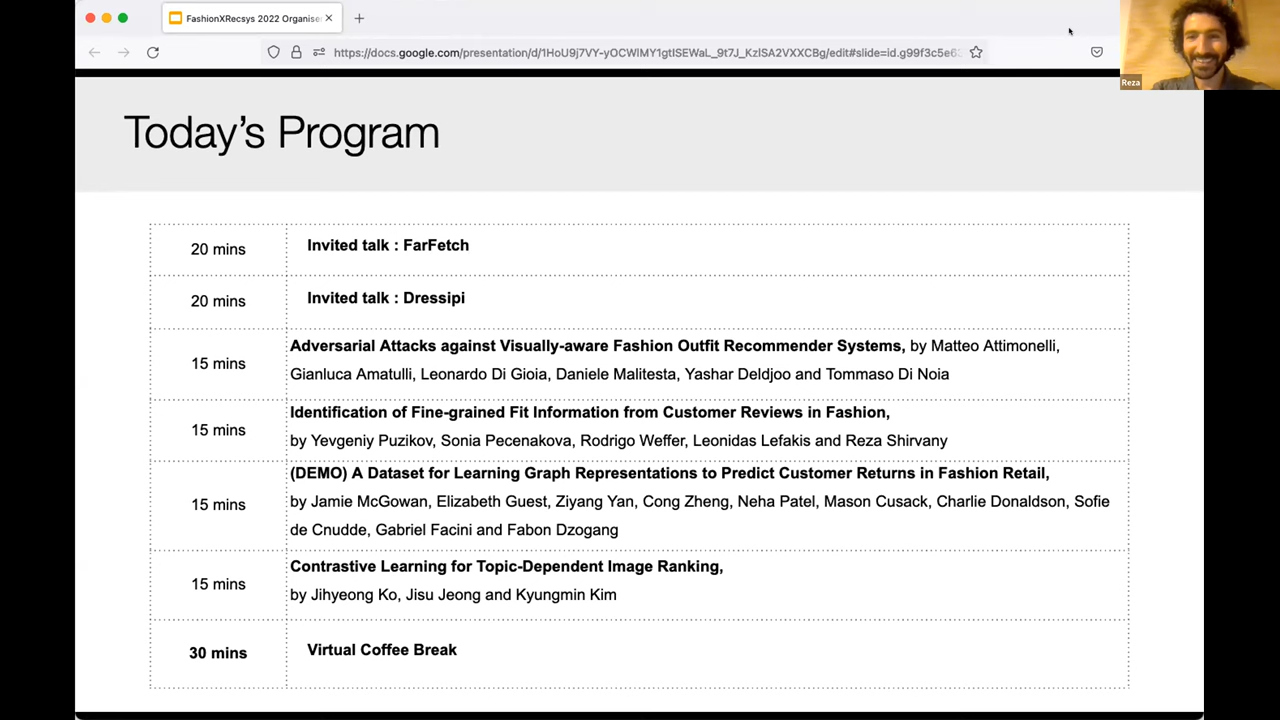 FashionXRecsys 2022 Organise
https://docs.google.com/presentation/d/1HoU9j7VY-yOCWIMY1gtISEWaL_9t7J_KzISA2VXXCBg/edit#slide=id.g99f3c5e6
Reza
Today's Program
20 mins
Invited talk : FarFetch
20 mins
Invited talk : Dressipi
15 mins
Adversarial Attacks against Visually-aware Fashion Outfit Recommender Systems, by Matteo Attimonelli,
Gianluca Amatulli, Leonardo Di Gioia, Daniele Malitesta, Yashar Deldjoo and Tommaso Di Noia
15 mins
Identification of Fine-grained Fit Information from Customer Reviews in Fashion,
by Yevgeniy Puzikov, Sonia Pecenakova, Rodrigo Weffer, Leonidas Lefakis and Reza Shirvany
15 mins
(DEMO) A Dataset for Learning Graph Representations to Predict Customer Returns in Fashion Retail,
by Jamie McGowan, Elizabeth Guest, Ziyang Yan, Cong Zheng, Neha Patel, Mason Cusack, Charlie Donaldson, Sofie
de Cnudde, Gabriel Facini and Fabon Dzogang
15 mins
Contrastive Learning for Topic-Dependent Image Ranking,
by Jihyeong Ko, Jisu Jeong and Kyungmin Kim
30 mins
Virtual Coffee Break